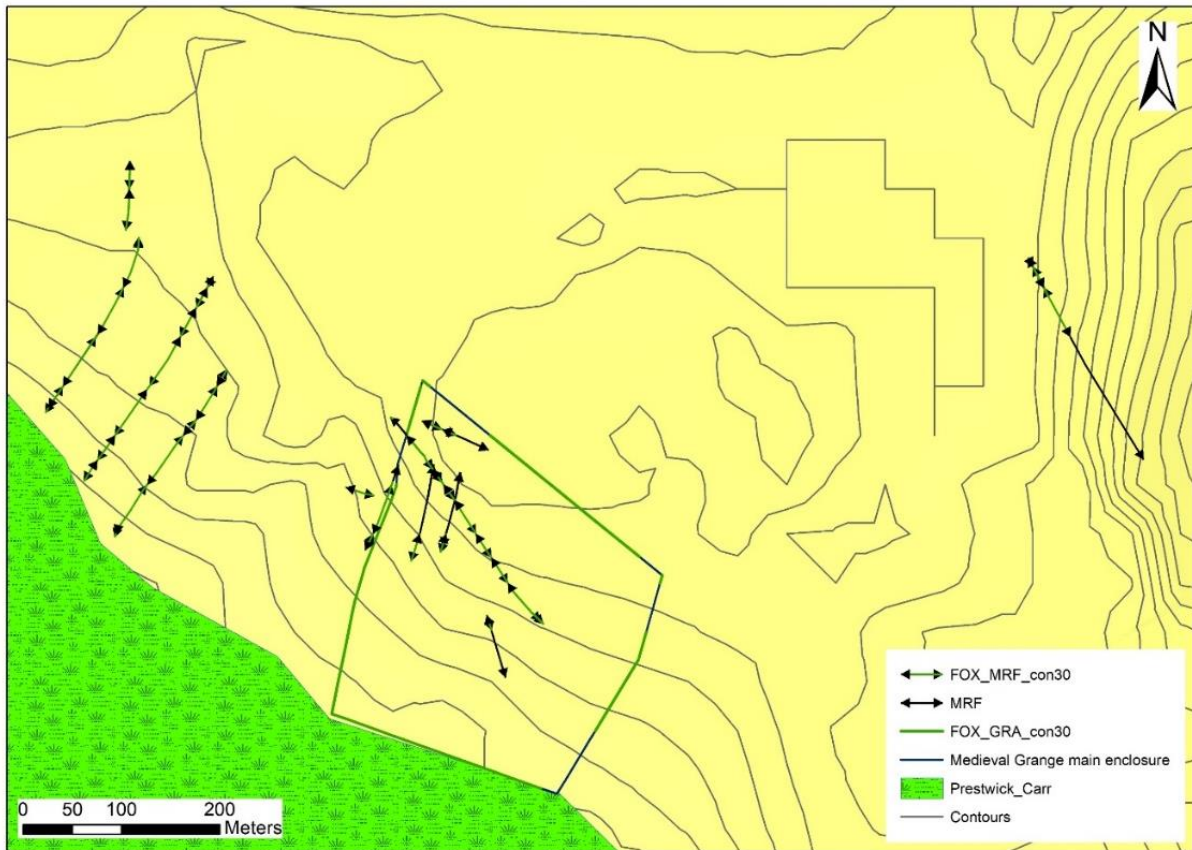 N
FOX_MRF_con30
MRF
FOX_GRA_con30
Medieval Grange main enclosure
Prestwick_Carr
Contours
0 50 100 200
Meters